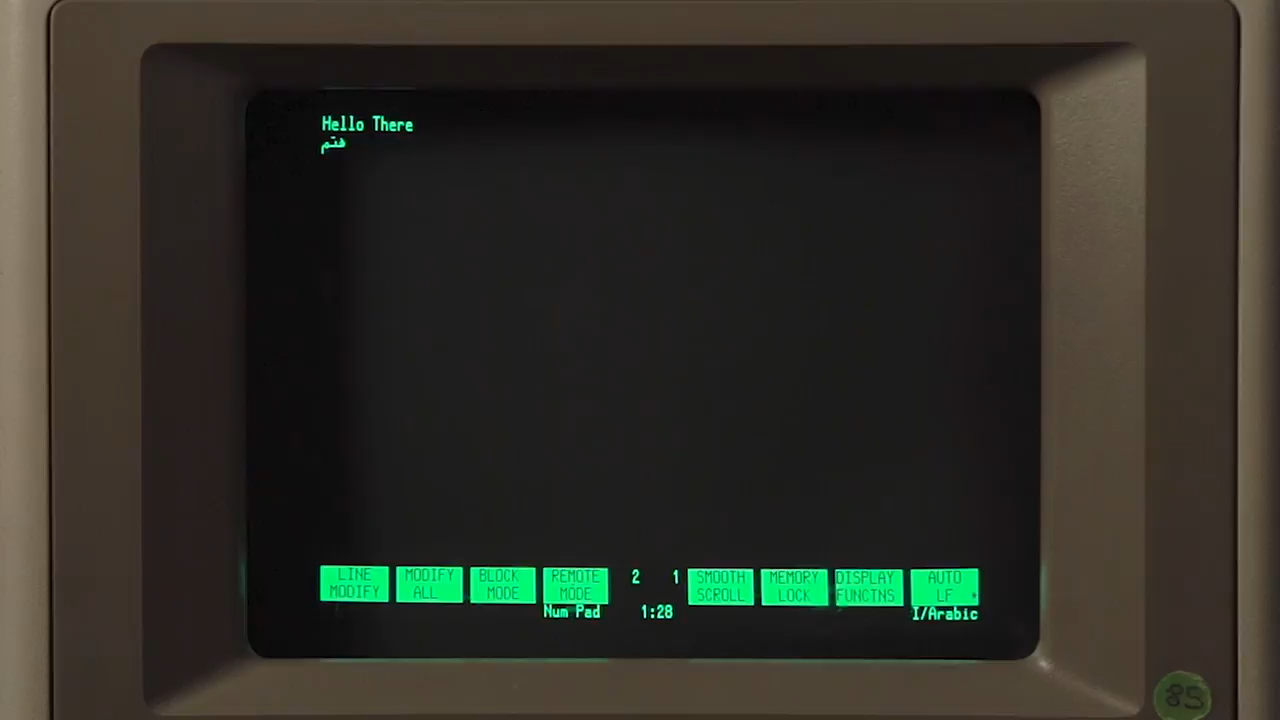 Hello There
هتم
LINE MODIFY
MODIFY ALL
BLOCK MODE
REMOTE MODE
2 1
SMOOTH SCROLL
MEMORY LOCK
DISPLAY FUNCTNS
AUTO LF *
Num Pad 1:28 I/Arabic
85